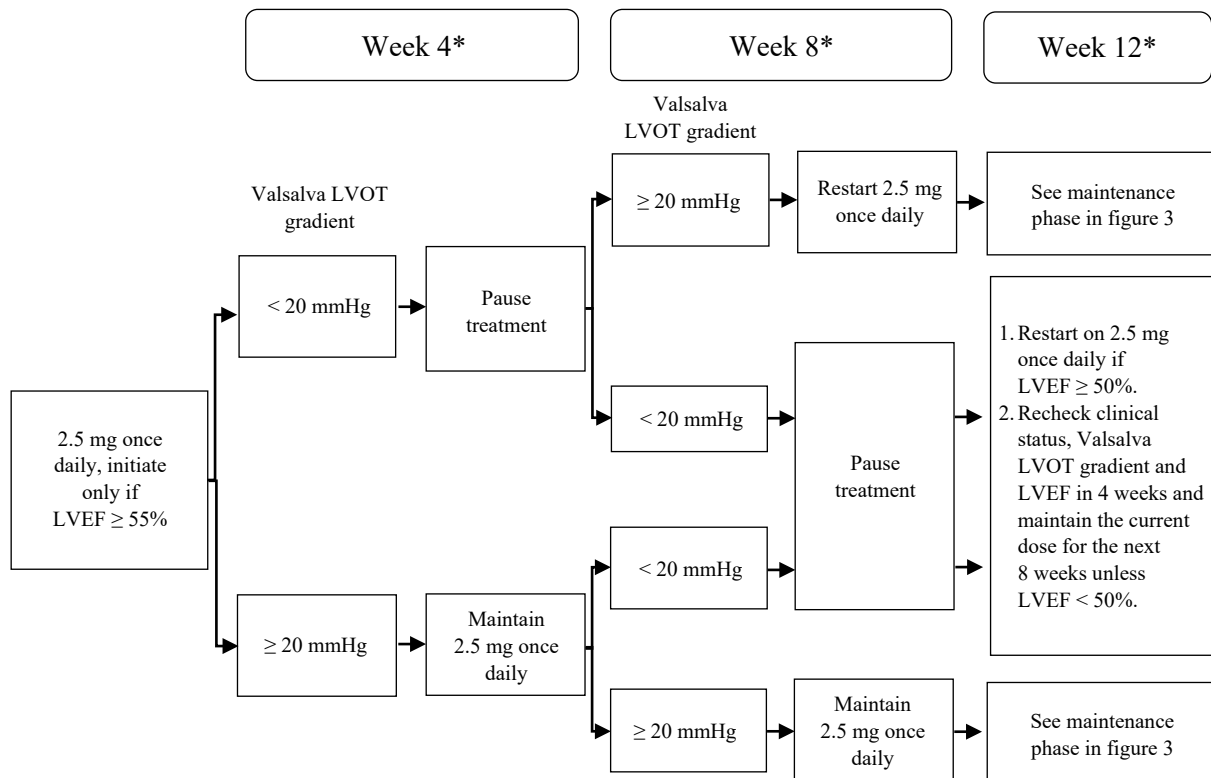 Week 4*
Week 8*
Week 12*
2.5 mg once
daily, initiate
only if
LVEF ≥ 55%
Valsalva LVOT
gradient
< 20 mmHg
Pause
treatment
≥ 20 mmHg
Maintain
2.5 mg once
daily
Valsalva
LVOT gradient
≥ 20 mmHg
Restart 2.5 mg
once daily
See maintenance
phase in figure 3
< 20 mmHg
< 20 mmHg
Pause
treatment
1. Restart on 2.5 mg
once daily if
LVEF ≥ 50%.
2. Recheck clinical
status, Valsalva
LVOT gradient and
LVEF in 4 weeks and
maintain the current
dose for the next
8 weeks unless
LVEF < 50%.
≥ 20 mmHg
Maintain
2.5 mg once
daily
See maintenance
phase in figure 3